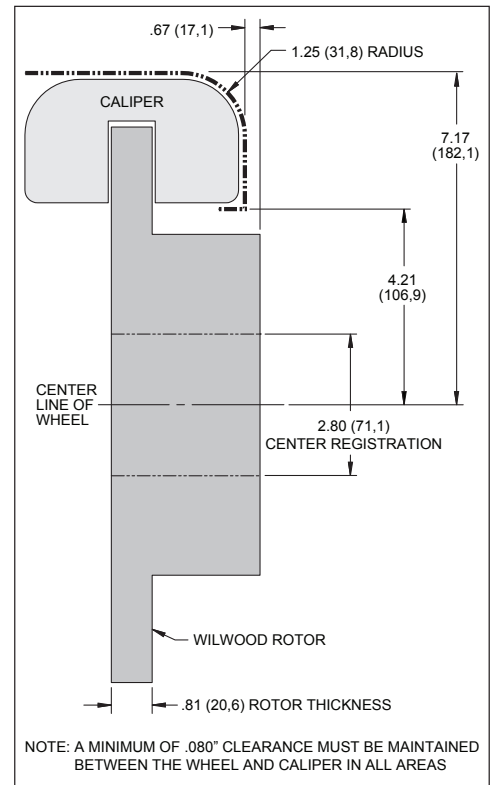 .67 (17,1)
1.25 (31,8) RADIUS
CALIPER
7.17
(182,1)
4.21
(106,9)
CENTER
LINE OF
WHEEL
2.80 (71,1)
CENTER REGISTRATION
WILWOOD ROTOR
.81 (20,6) ROTOR THICKNESS
NOTE: A MINIMUM OF .080" CLEARANCE MUST BE MAINTAINED
BETWEEN THE WHEEL AND CALIPER IN ALL AREAS